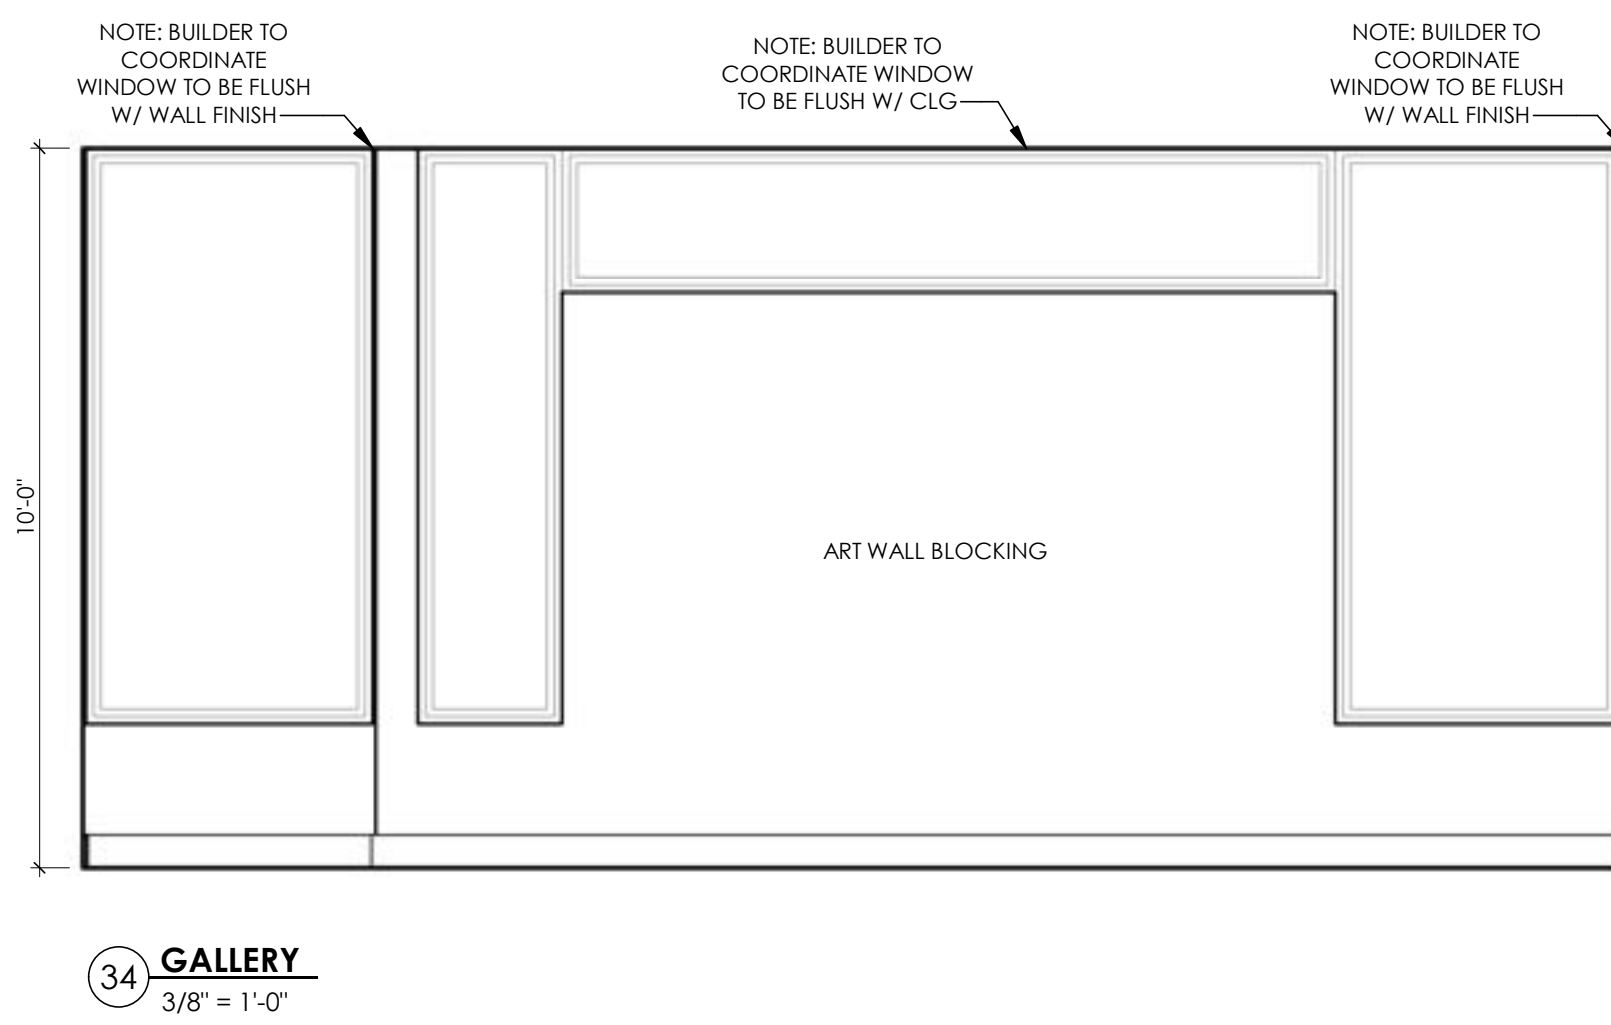 NOTE: BUILDER TO
COORDINATE
WINDOW TO BE FLUSH
W/ WALL FINISH
NOTE: BUILDER TO
COORDINATE WINDOW
TO BE FLUSH W/ CLG
NOTE: BUILDER TO
COORDINATE
WINDOW TO BE FLUSH
W/ WALL FINISH
10'-0"
ART WALL BLOCKING
34
GALLERY
3/8" = 1'-0"